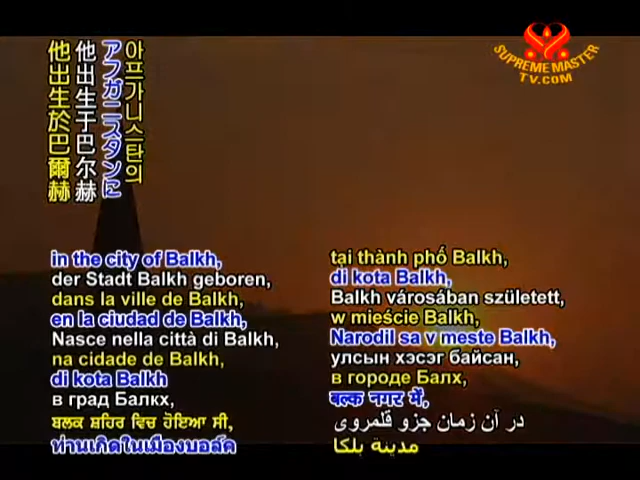 SUPREME MASTER
TV.COM
아프가니스탄의
アフガニスタンに
他出生于巴尔赫
他出生於巴爾赫
in the city of Balkh,
der Stadt Balkh geboren,
dans la ville de Balkh,
en la ciudad de Balkh,
Nasce nella città di Balkh,
na cidade de Balkh,
di kota Balkh
в град Балкх,
ਬਲਕ ਸ਼ਹਿਰ ਵਿਚ ਹੋਇਆ ਸੀ,
ท่านเกิดในเมืองบอล์ค
tại thành phố Balkh,
di kota Balkh,
Balkh városában született,
w mieście Balkh,
Narodil sa v meste Balkh,
улсын хэсэг байсан,
в городе Балх,
बल्क नगर में,
در آن زمان جزو قلمروی
مدينة بلكا